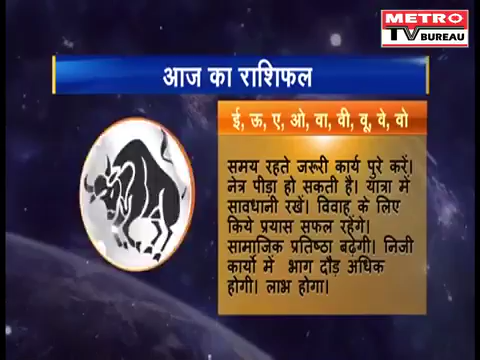 METRO
TV BUREAU
आज का राशिफल
ई, ऊ, ए, ओ, वा, वी, वू, वे, वो
समय रहते जरूरी कार्य पुरे करें।
नेत्र पीड़ा हो सकती है। यात्रा में
सावधानी रखें। विवाह के लिए
किये प्रयास सफल रहेंगे।
सामाजिक प्रतिष्ठा बढ़ेगी। निजी
कार्यो में भाग दौड़ अधिक
होगी। लाभ होगा।